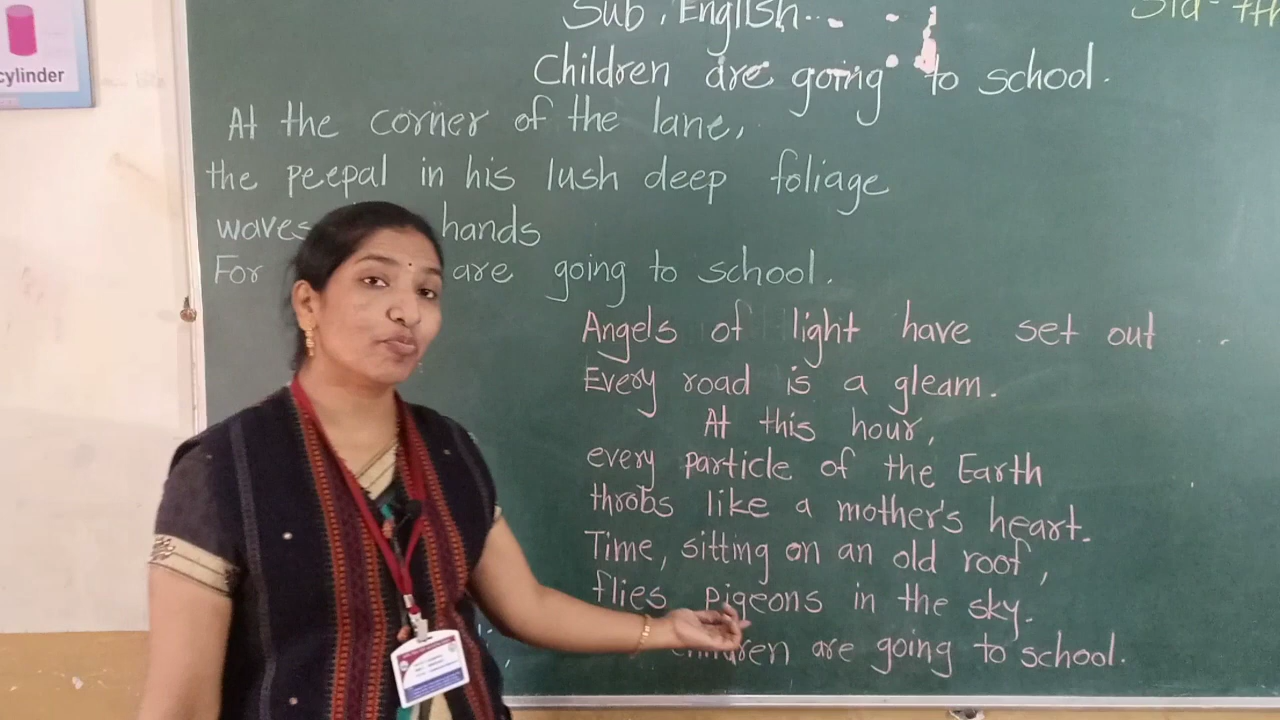 cylinder
Sub. English...
Std- 7th
Children are going to school.
At the corner of the lane,
the peepal in his lush deep foliage
waves hands
For are going to school.
Angels of light have set out ..
Every road is a gleam.
At this hour,
every particle of the Earth
throbs like a mother's heart.
Time, sitting on an old roof,
flies pigeons in the sky.
children are going to school.